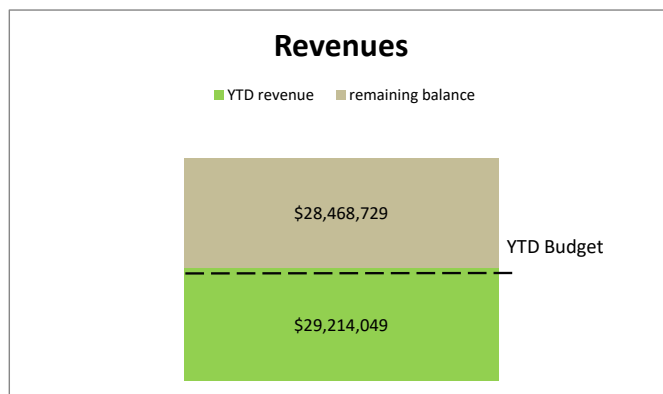 Revenues
YTD revenue remaining balance
$28,468,729
YTD Budget
$29,214,049